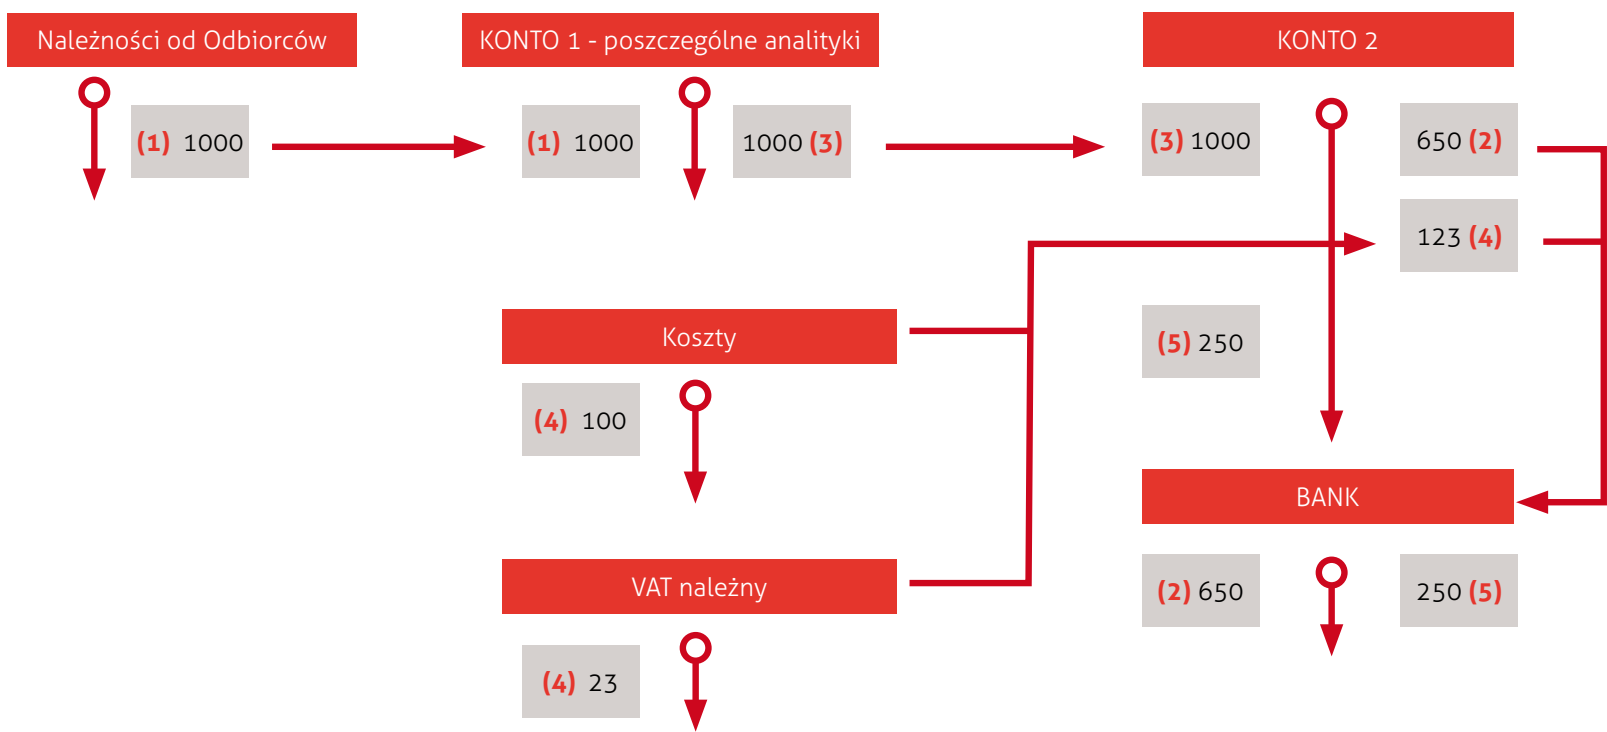 Należności od Odbiorców
KONTO 1 - poszczególne analityki
KONTO 2
(1) 1000
(1) 1000
1000 (3)
(3) 1000
650 (2)
123 (4)
Koszty
(5) 250
(4) 100
BANK
VAT należny
(2) 650
250 (5)
(4) 23